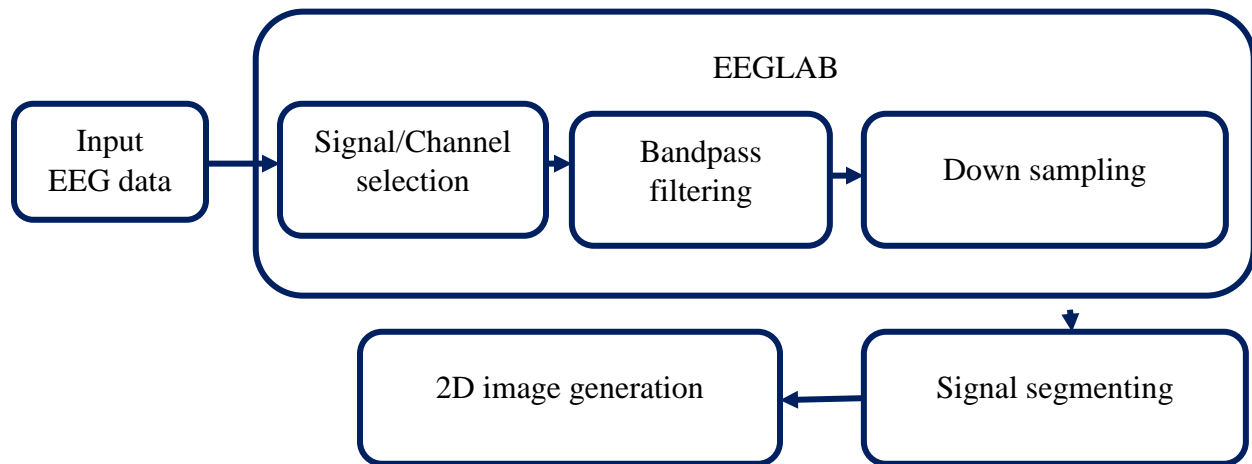 EEGLAB
Input
EEG data
Signal/Channel
selection
Bandpass
filtering
Down sampling
Signal segmenting
2D image generation